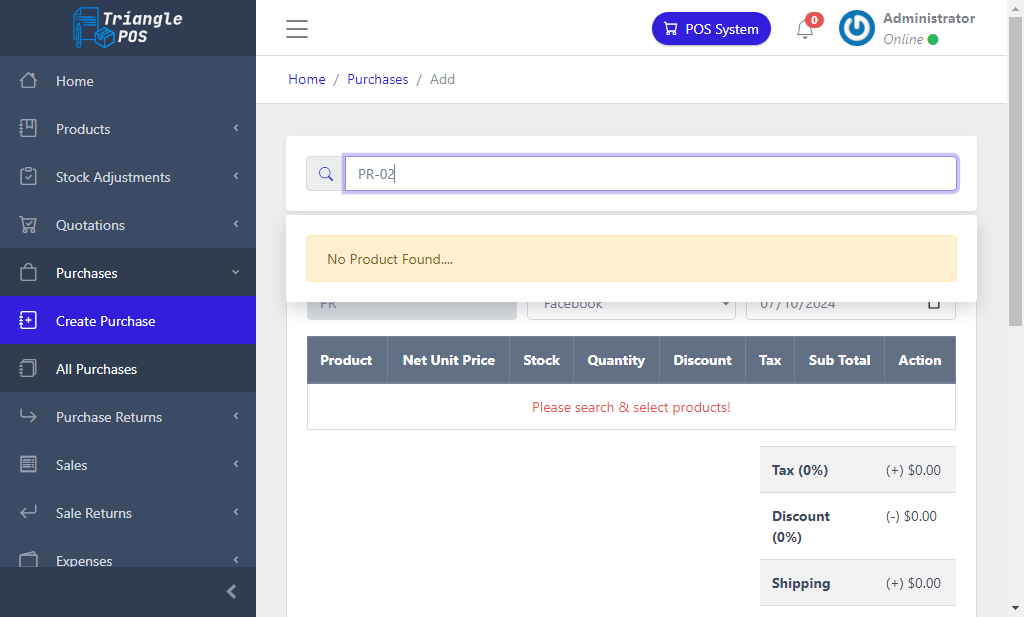 Triangle
POS
POS System
0
Administrator
Online
Home
Products
Stock Adjustments
Quotations
Purchases
Create Purchase
All Purchases
Purchase Returns
Sales
Sale Returns
Expenses
Home / Purchases / Add
PR-02
No Product Found....
PR
Facebook
07/10/2024
Product Net Unit Price Stock Quantity Discount Tax Sub Total Action
Please search & select products!
Tax (0%) (+) $0.00
Discount (-) $0.00
(0%)
Shipping (+) $0.00